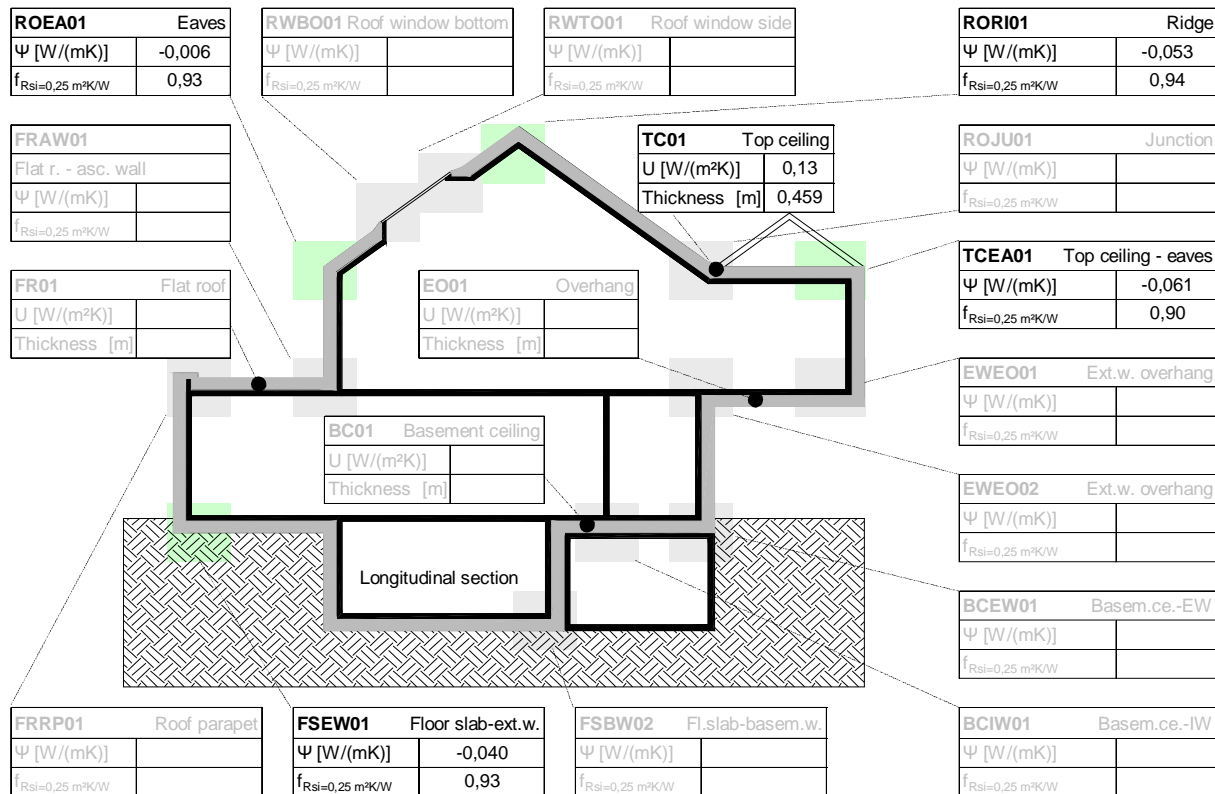 ROEA01 Eaves
Ψ [W/(mK)] -0,006
fRsi=0,25 m²K/W 0,93
RWBO01 Roof window bottom
Ψ [W/(mK)]
fRsi=0,25 m²K/W
RWTO01 Roof window side
Ψ [W/(mK)]
fRsi=0,25 m²K/W
RORI01 Ridge
Ψ [W/(mK)] -0,053
fRsi=0,25 m²K/W 0,94
FRAW01
Flat r. - asc. wall
Ψ [W/(mK)]
fRsi=0,25 m²K/W
TC01 Top ceiling
U [W/(m²K)] 0,13
Thickness [m] 0,459
ROJU01 Junction
Ψ [W/(mK)]
fRsi=0,25 m²K/W
FR01 Flat roof
U [W/(m²K)]
Thickness [m]
EO01 Overhang
U [W/(m²K)]
Thickness [m]
TCEA01 Top ceiling - eaves
Ψ [W/(mK)] -0,061
fRsi=0,25 m²K/W 0,90
EWEO01 Ext.w. overhang
Ψ [W/(mK)]
fRsi=0,25 m²K/W
BC01 Basement ceiling
U [W/(m²K)]
Thickness [m]
EWEO02 Ext.w. overhang
Ψ [W/(mK)]
fRsi=0,25 m²K/W
Longitudinal section
BCEW01 Basem.ce.-EW
Ψ [W/(mK)]
fRsi=0,25 m²K/W
FRRP01 Roof parapet
Ψ [W/(mK)]
fRsi=0,25 m²K/W
FSEW01 Floor slab-ext.w.
Ψ [W/(mK)] -0,040
fRsi=0,25 m²K/W 0,93
FSBW02 Fl.slab-basem.w.
Ψ [W/(mK)]
fRsi=0,25 m²K/W
BCIW01 Basem.ce.-IW
Ψ [W/(mK)]
fRsi=0,25 m²K/W